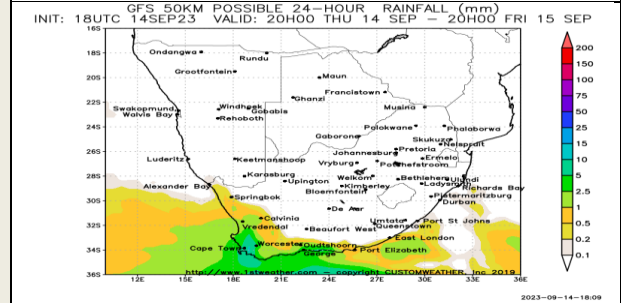 GFS 50KM POSSIBLE 24-HOUR RAINFALL (mm)
INIT: 18UTC 14SEP23 VALID: 20H00 THU 14 SEP – 20H00 FRI 15 SEP
16S
Ondangwa
Rundu
200
18S
150
Grootfontein
100
20S
Maun
75
Francistown
Ghanzi
50
22S
Swakopmund
Windhoek
Gobabis
Musina
25
Walvis Bay
Rehoboth
15
24S
Polokwane
Phalaborwa
10
Gaborone
Skukuza
Nelspruit
5
26S
Johannesburg
Pretoria
2.5
Luderitz
Keetmanshoop
Vryburg
Potchefstroom
Ermelo
1
28S
Karasburg
Upington
Welkom
Bethlehem
Ulundi
0.5
Alexander Bay
Kimberley
Ladysmith
Richards Bay
0.2
Bloemfontein
Pietermaritzburg
0.1
30S
Springbok
Durban
De Aar
32S
Calvinia
Umtata
Port St Johns
Vredendal
Beaufort West
Queenstown
East London
34S
Cape Town
Worcester
Oudtshoorn
George
Port Elizabeth
http://www.1stweather.com – copyright CUSTOMWEATHER, Inc 2019
36S
12E 15E 18E 21E 24E 27E 30E 33E 36E 39E
2023-09-14-18:09